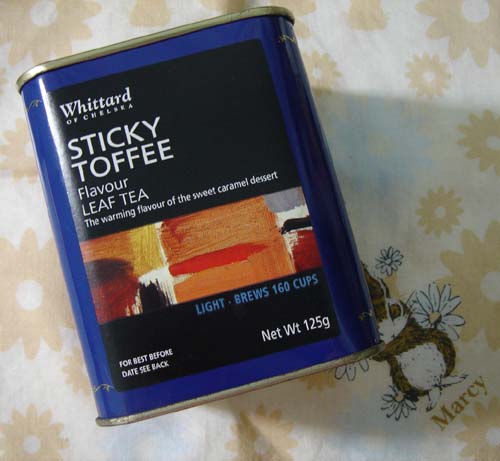 Whittard
OF CHELSEA
STICKY
TOFFEE
Flavour
LEAF TEA
The warming flavour of the sweet caramel dessert
LIGHT · BREWS 160 CUPS
Net Wt 125g
FOR BEST BEFORE
DATE SEE BACK
Marcy